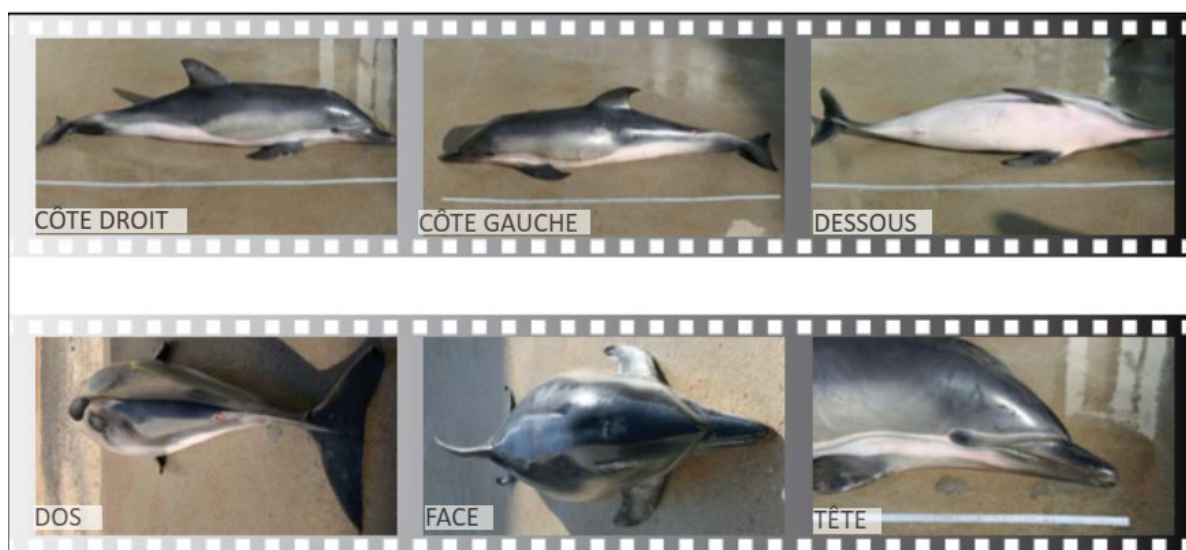 CÔTE DROIT
CÔTE GAUCHE
DESSOUS
DOS
FACE
TÊTE